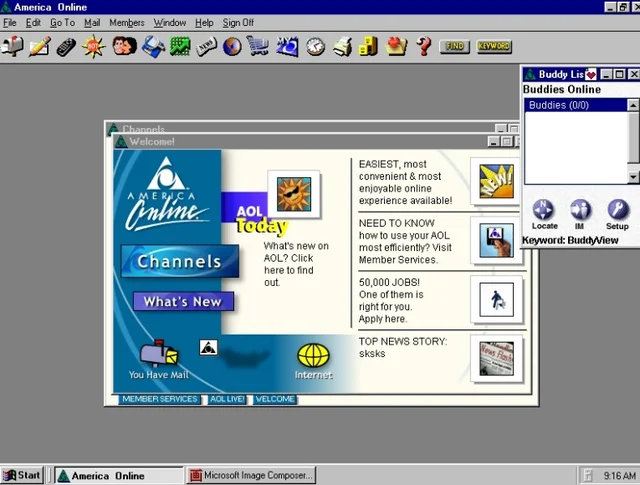 America Online
File Edit Go To Mail Members Window Help Sign Off
HOT
NEWS
FIND
KEYWORD
Buddy Lis
Buddies Online
Buddies (0/0)
Locate
IM
Setup
Keyword: BuddyView
Channels
Welcome!
AMERICA
Online
AOL
Today
What's new on
AOL? Click
here to find
out.
Channels
What's New
You Have Mail
Internet
EASIEST, most
convenient & most
enjoyable online
experience available!
NEW!
NEED TO KNOW
how to use your AOL
most efficiently? Visit
Member Services.
50,000 JOBS!
One of them is
right for you.
Apply here.
TOP NEWS STORY:
sksks
News Flash
MEMBER SERVICES
AOL LIVE!
WELCOME
Start
America Online
Microsoft Image Composer...
9:16 AM